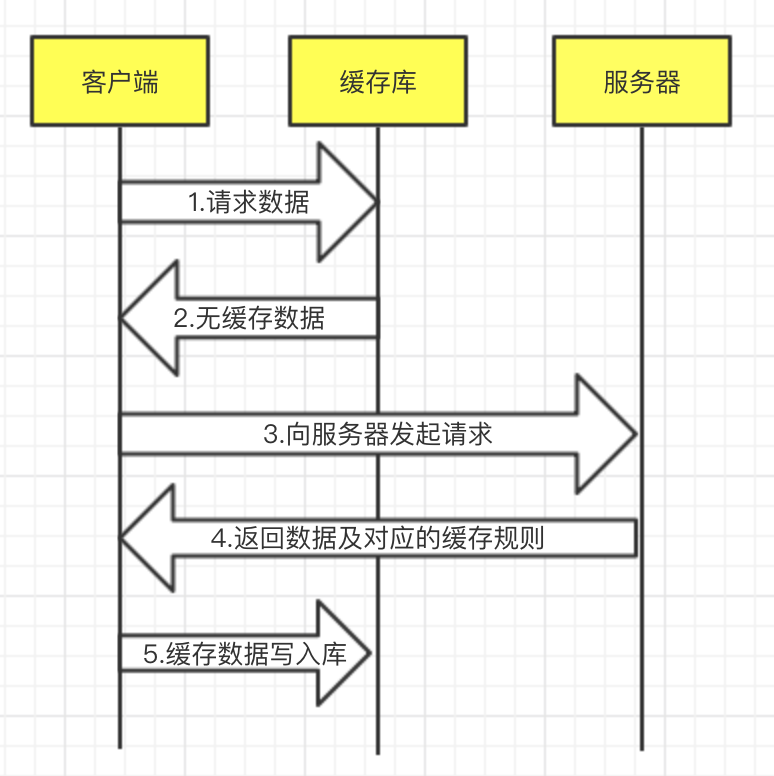 客户端
缓存库
服务器
1.请求数据
2.无缓存数据
3.向服务器发起请求
4.返回数据及对应的缓存规则
5.缓存数据写入库